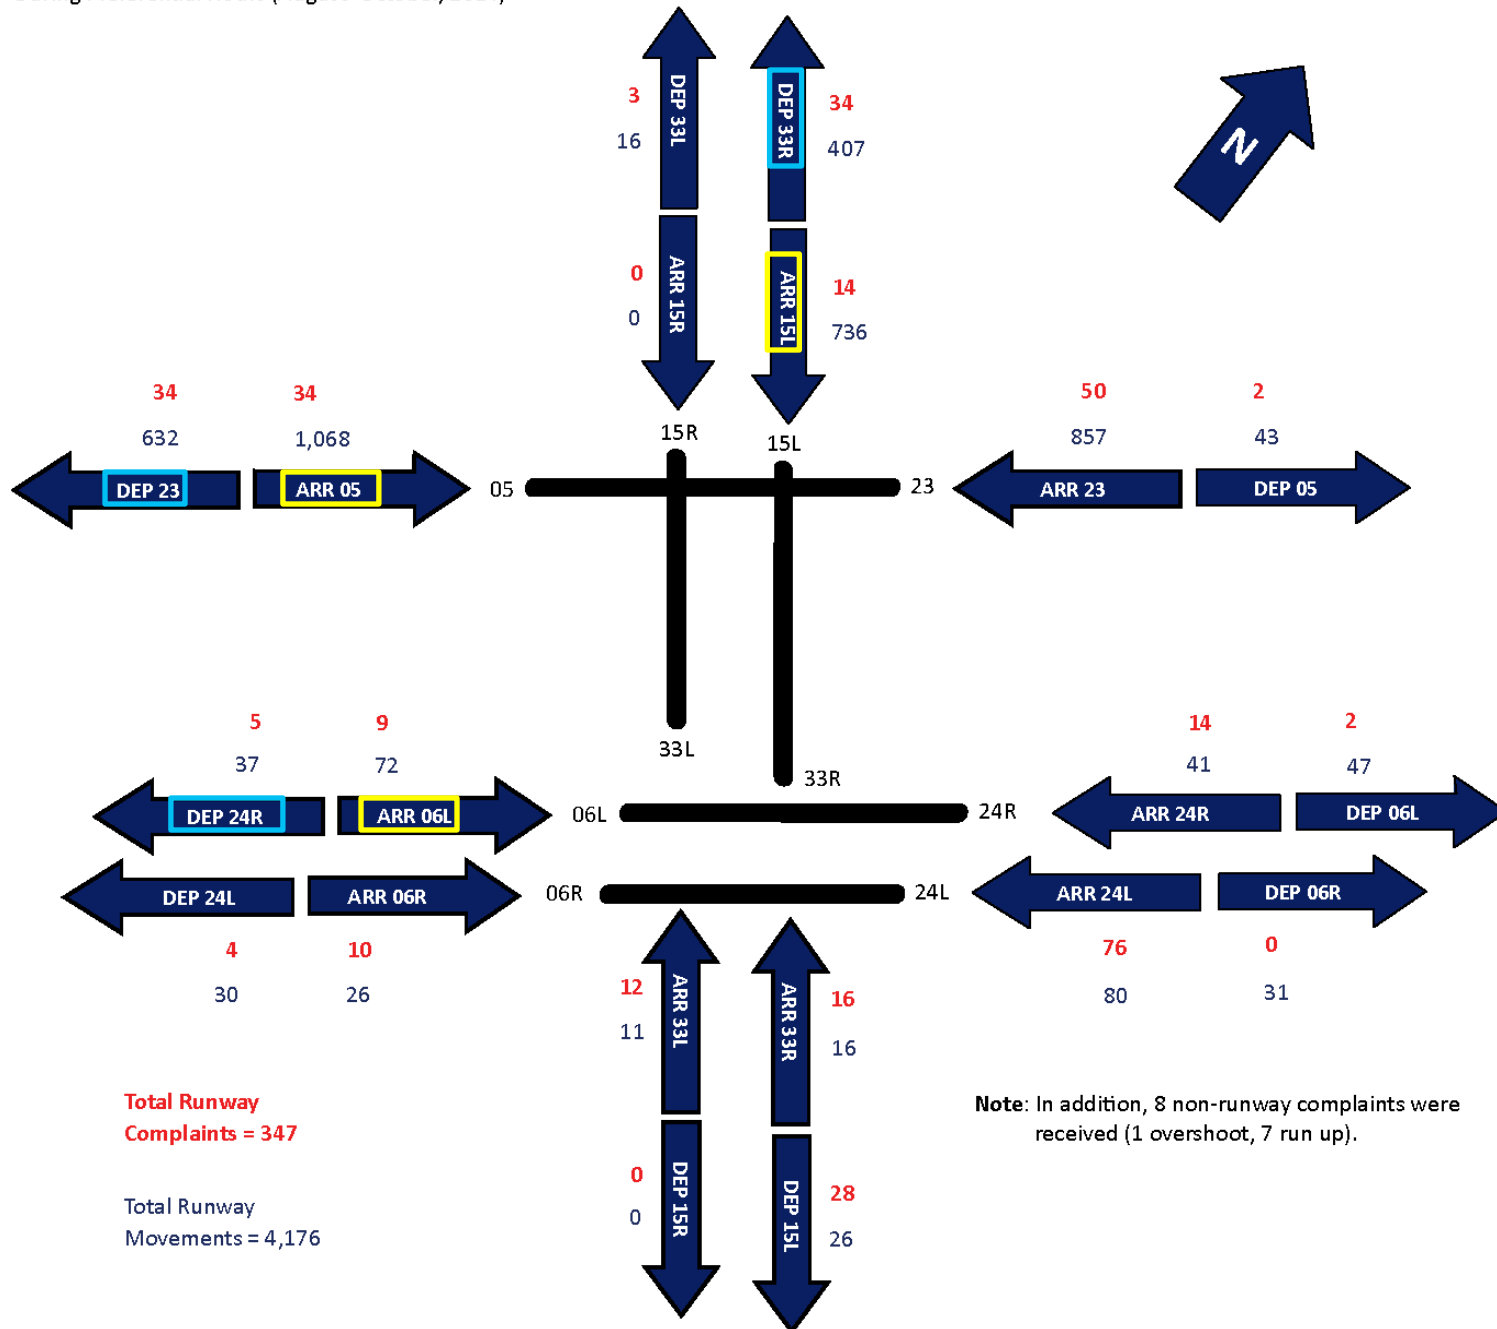 3
16
DEP 33L
DEP 33R
34
407
N
0
0
ARR 15R
ARR 15L
14
736
34
632
34
1,068
15R
15L
50
857
2
43
DEP 23
ARR 05
05
23
ARR 23
DEP 05
5
37
9
72
33L
33R
14
41
2
47
DEP 24R
ARR 06L
06L
24R
ARR 24R
DEP 06L
DEP 24L
ARR 06R
06R
24L
ARR 24L
DEP 06R
4
30
10
26
76
80
0
31
12
11
ARR 33L
ARR 33R
16
16
Total Runway
Complaints = 347
Note: In addition, 8 non-runway complaints were
received (1 overshoot, 7 run up).
0
0
DEP 15R
DEP 15L
28
26
Total Runway
Movements = 4,176